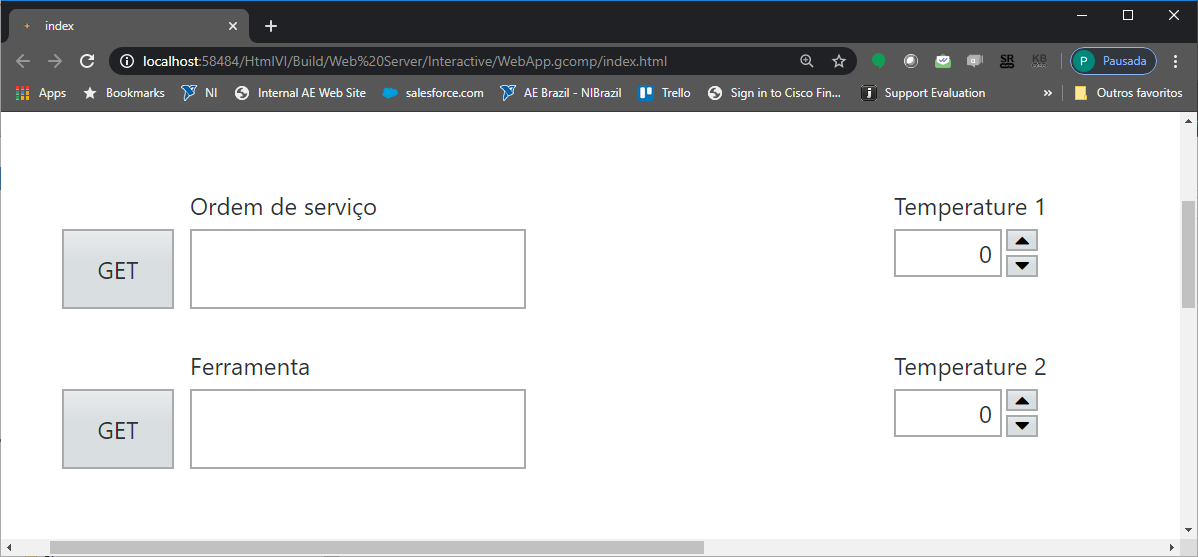 index
localhost:58484/HtmlVI/Build/Web%20Server/Interactive/WebApp.gcomp/index.html
SR
KB
P Pausada
Apps Bookmarks NI Internal AE Web Site salesforce.com AE Brazil - NIBrazil Trello Sign in to Cisco Fin... Support Evaluation » Outros favoritos
Ordem de serviço
Temperature 1
GET
0
Ferramenta
Temperature 2
GET
0